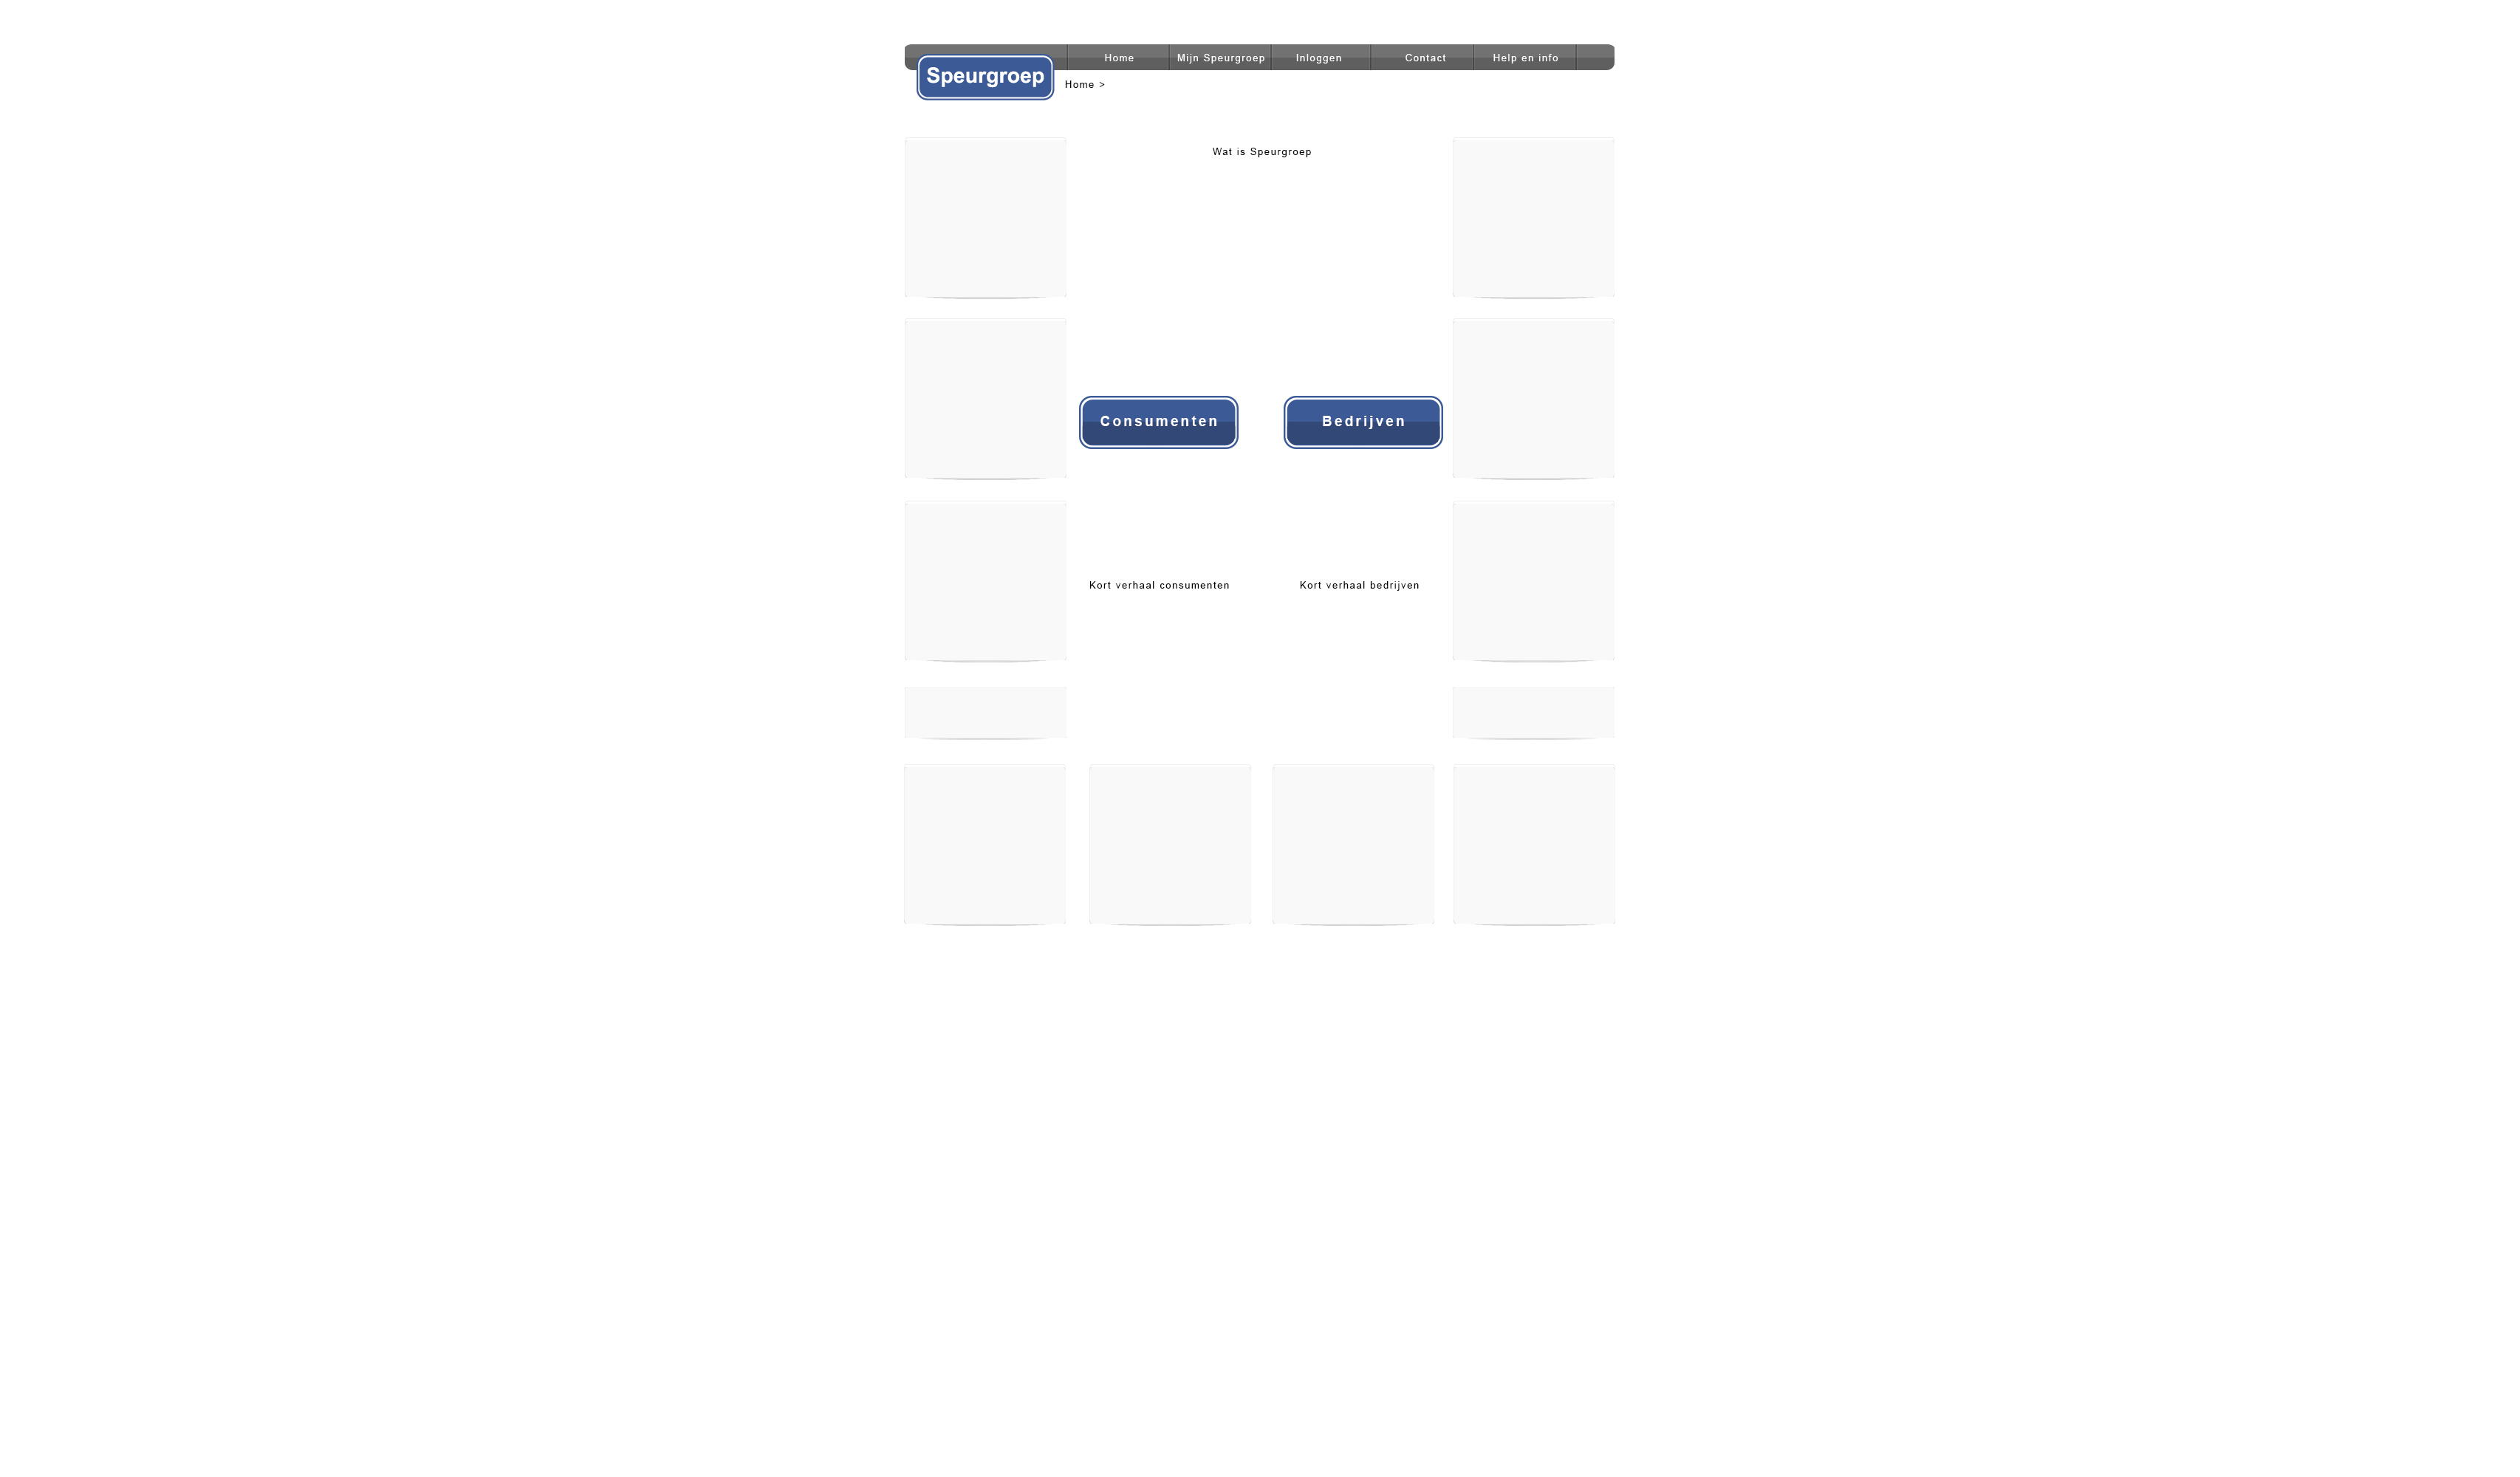 Home Mijn Speurgroep Inloggen Contact Help en info
Speurgroep
Home >
Wat is Speurgroep
Consumenten Bedrijven
Kort verhaal consumenten Kort verhaal bedrijven